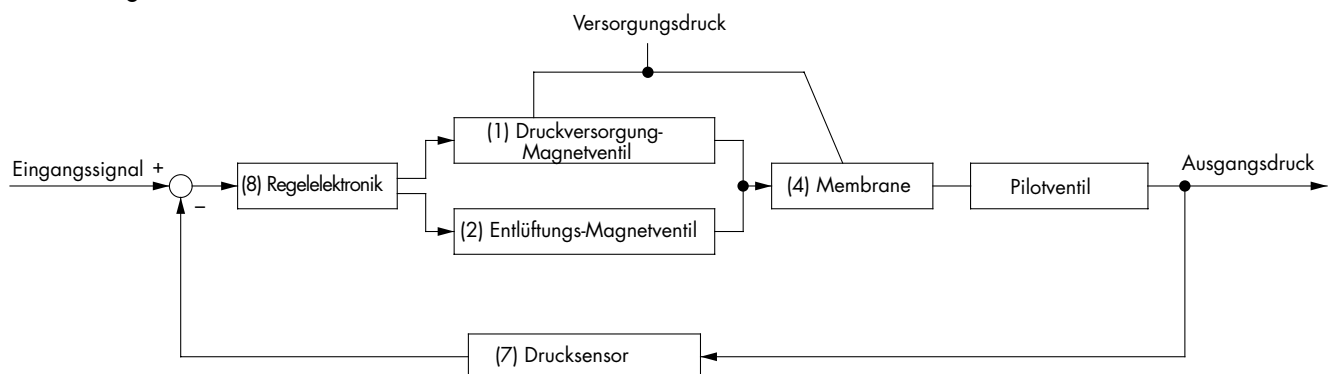 Versorgungsdruck
(1) Druckversorgung-
Magnetventil
Eingangssignal +
Ausgangsdruck
(8) Regelelektronik
(4) Membrane
Pilotventil
–
(2) Entlüftungs-Magnetventil
(7) Drucksensor